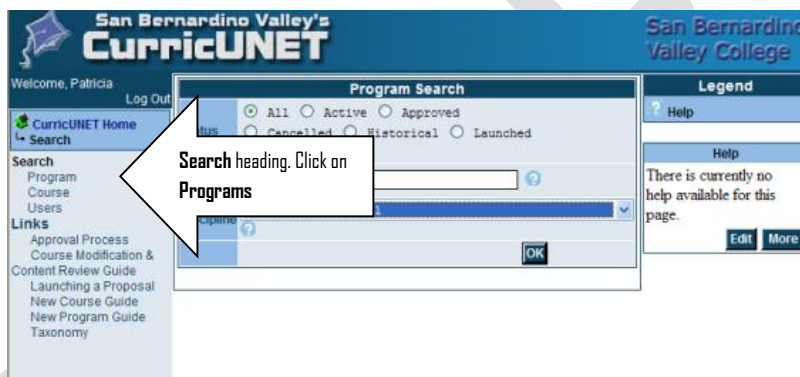 San Bernardino Valley's
CurricUNET
San Bernardino
Valley College
Welcome, Patricia
Log Out
CurricUNET Home
Search
Search
Program
Course
Users
Links
Approval Process
Course Modification &
Content Review Guide
Launching a Proposal
New Course Guide
New Program Guide
Taxonomy
Program Search
All Active Approved
Cancelled Historical Launched
Search heading. Click on
Programs
OK
Legend
? Help
Help
There is currently no
help available for this
page.
Edit More